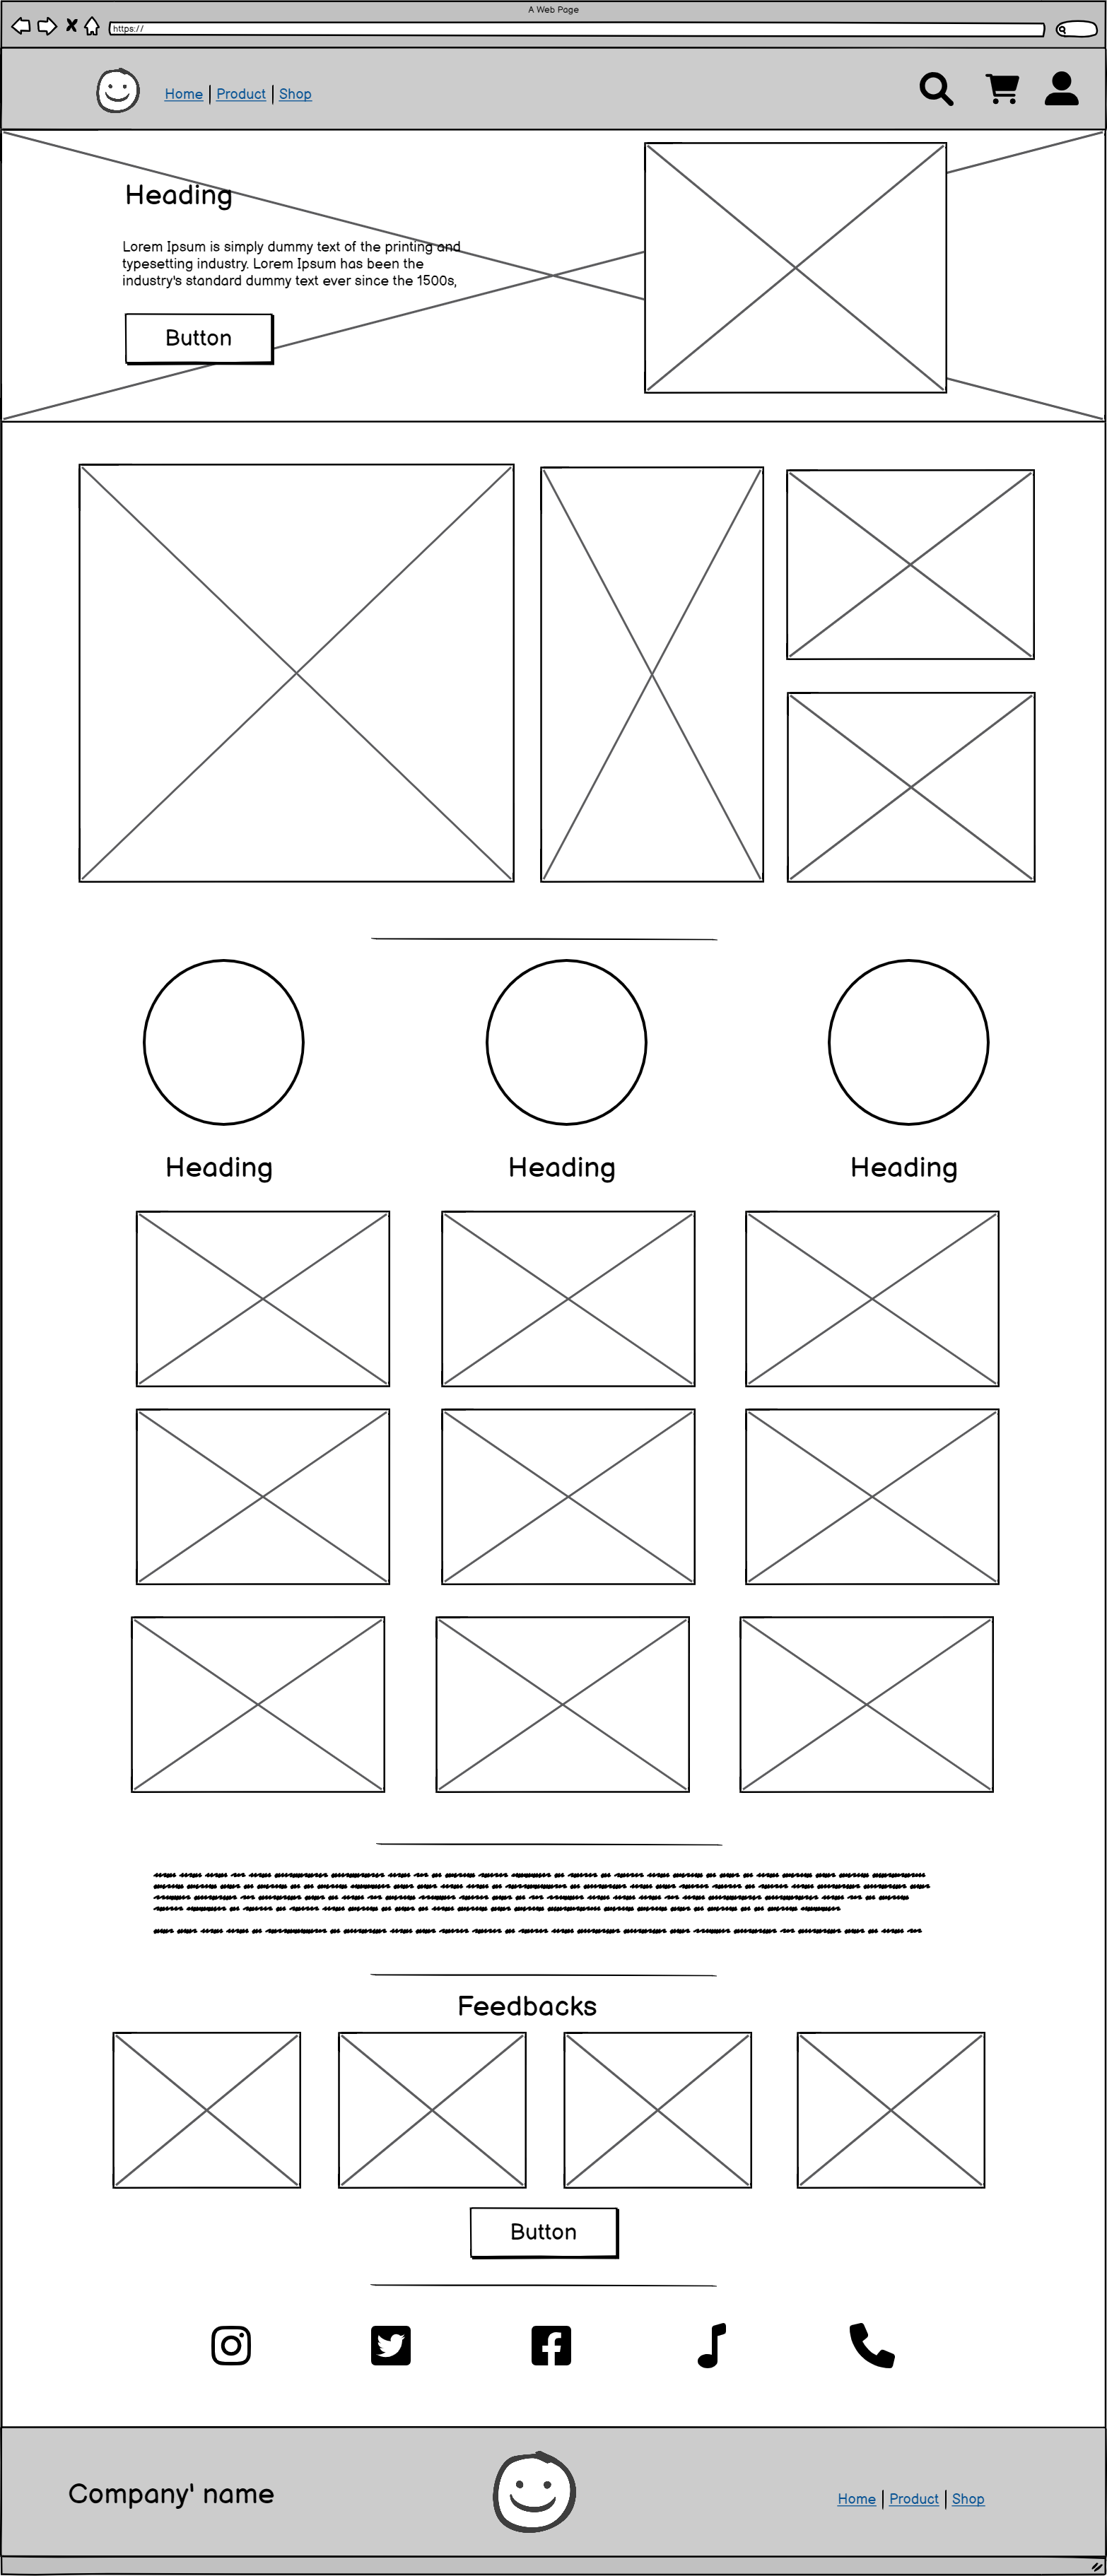 A Web Page
https://
Home | Product | Shop
Heading
Lorem Ipsum is simply dummy text of the printing and
typesetting industry. Lorem Ipsum has been the
industry's standard dummy text ever since the 1500s,
Button
Heading
Heading
Heading
Feedbacks
Button
Company' name
Home | Product | Shop